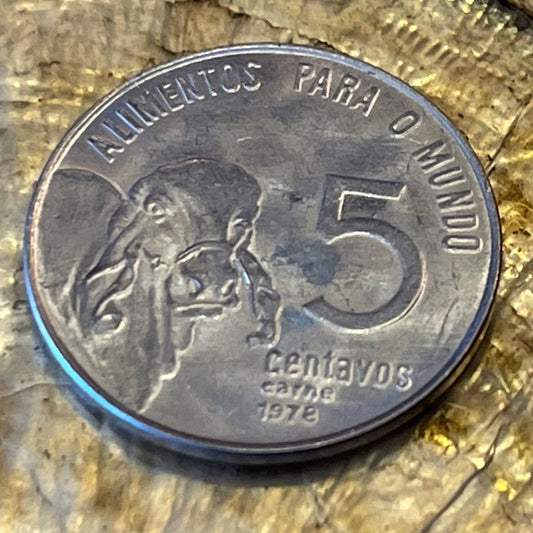 ALIMENTOS PARA O MUNDO
5
centavos
carne
1978